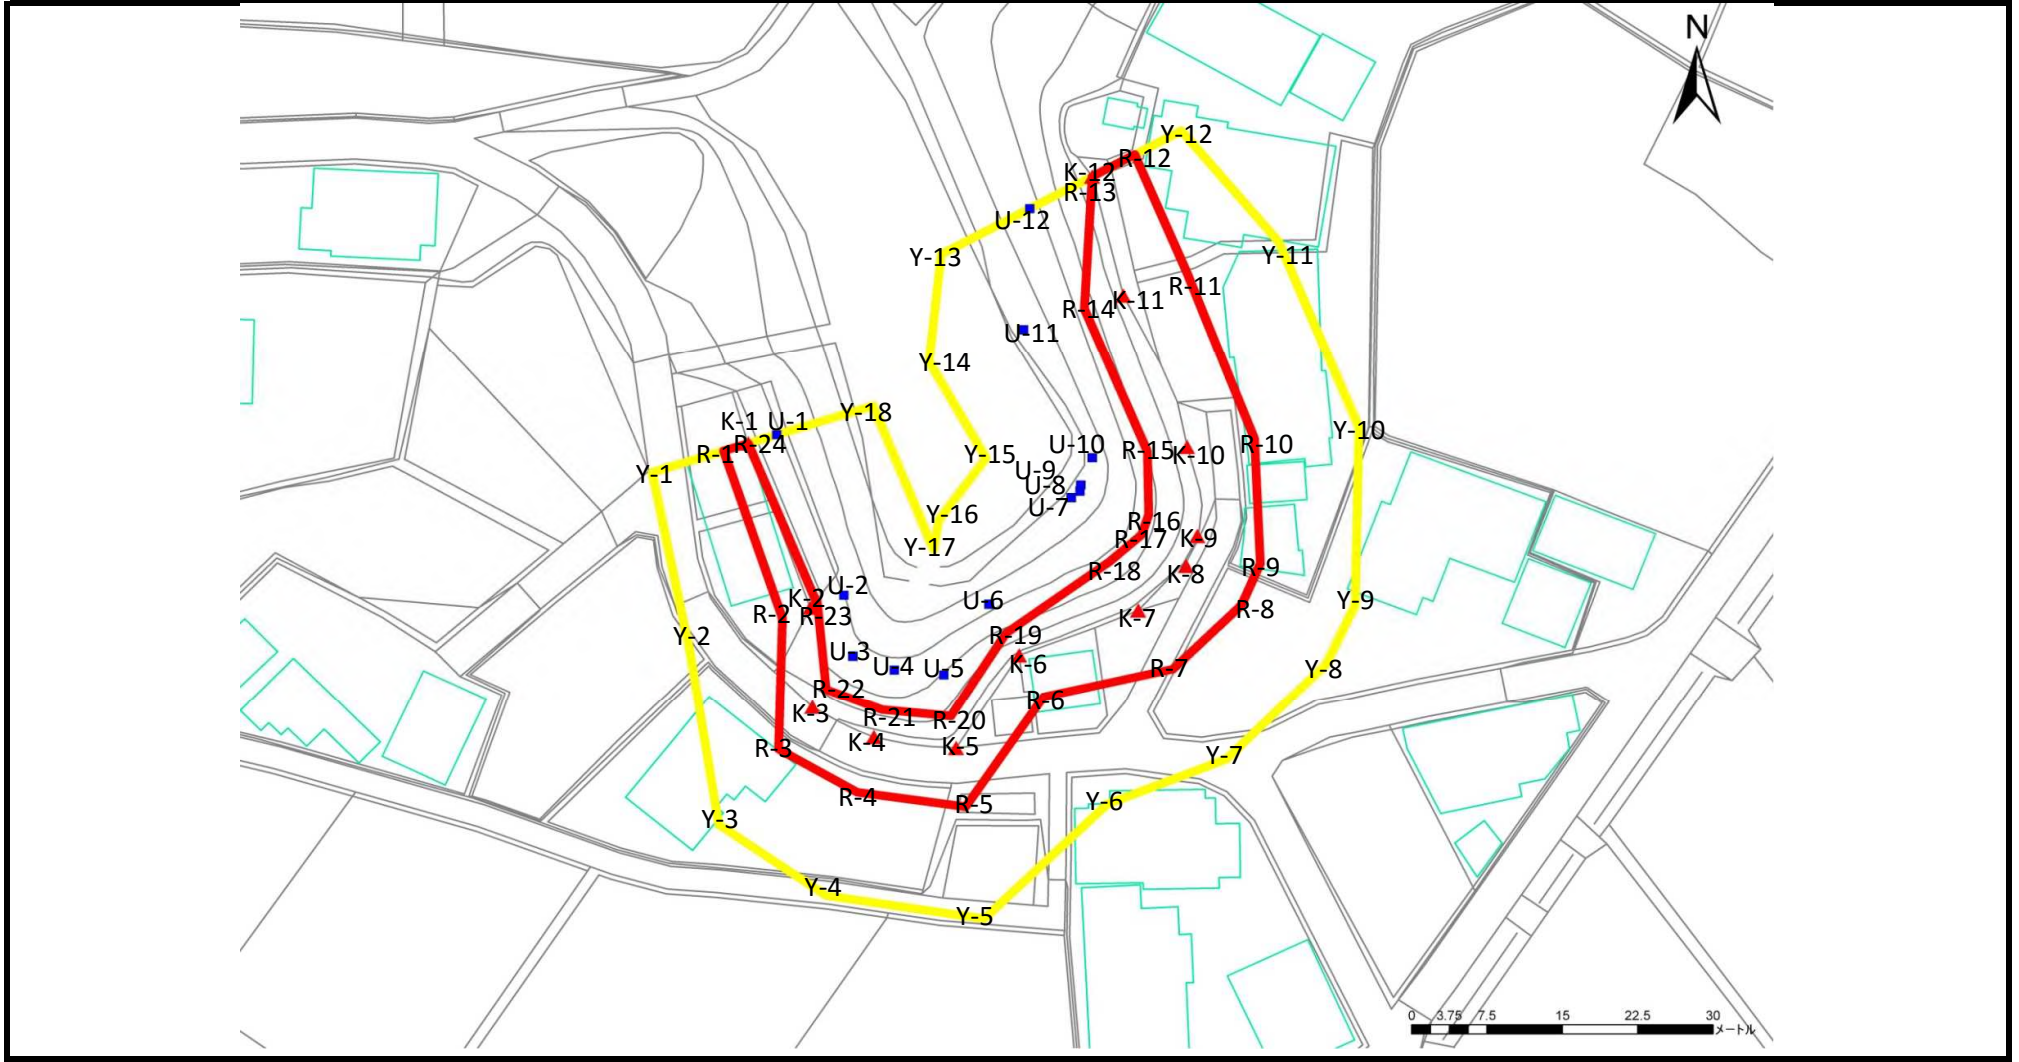 N
Y-12
R-12
K-12
R-13
U-12
Y-13
Y-11
R-11
K-11
R-14
U-11
Y-14
Y-18
K-1
U-1
Y-10
R-24
R-1
U-10
R-15
K-10
R-10
Y-15
Y-1
U-9
U-8
U-7
Y-16
R-16
R-17
K-9
Y-17
R-18
K-8
R-9
U-2
K-2
U-6
Y-9
R-2
R-23
K-7
R-8
Y-2
R-19
U-3
U-4
U-5
K-6
R-7
Y-8
R-22
R-6
K-3
R-21
R-20
K-4
K-5
R-3
Y-7
R-4
R-5
Y-6
Y-3
Y-4
Y-5
0 3.75 7.5 15 22.5 30
メートル